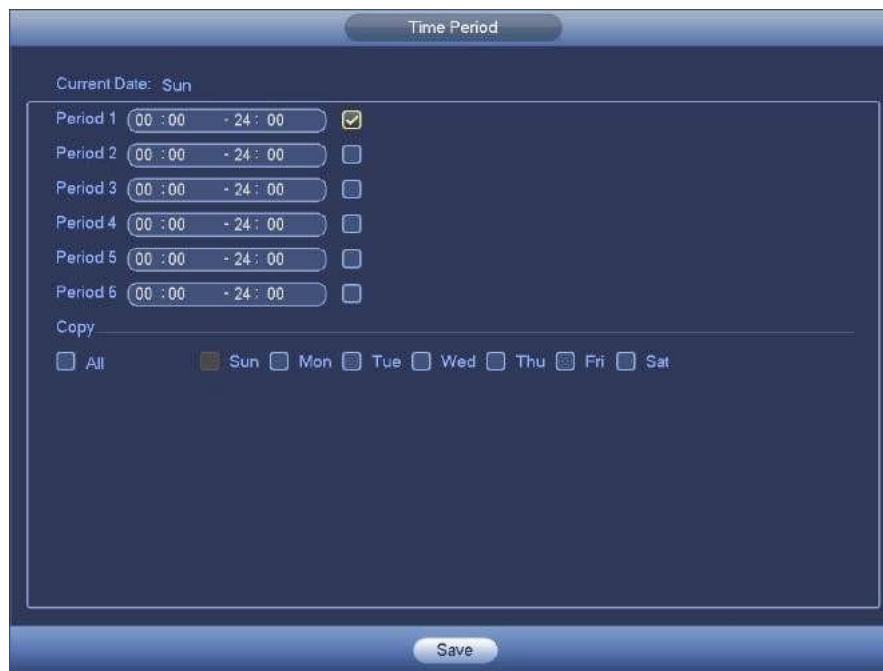 Time Period
Current Date: Sun
Period 1 00 :00 - 24 : 00
Period 2 00 :00 - 24 : 00
Period 3 00 :00 - 24 : 00
Period 4 00 :00 - 24 : 00
Period 5 00 :00 - 24 : 00
Period 6 00 :00 - 24 : 00
Copy
All Sun Mon Tue Wed Thu Fri Sat
Save